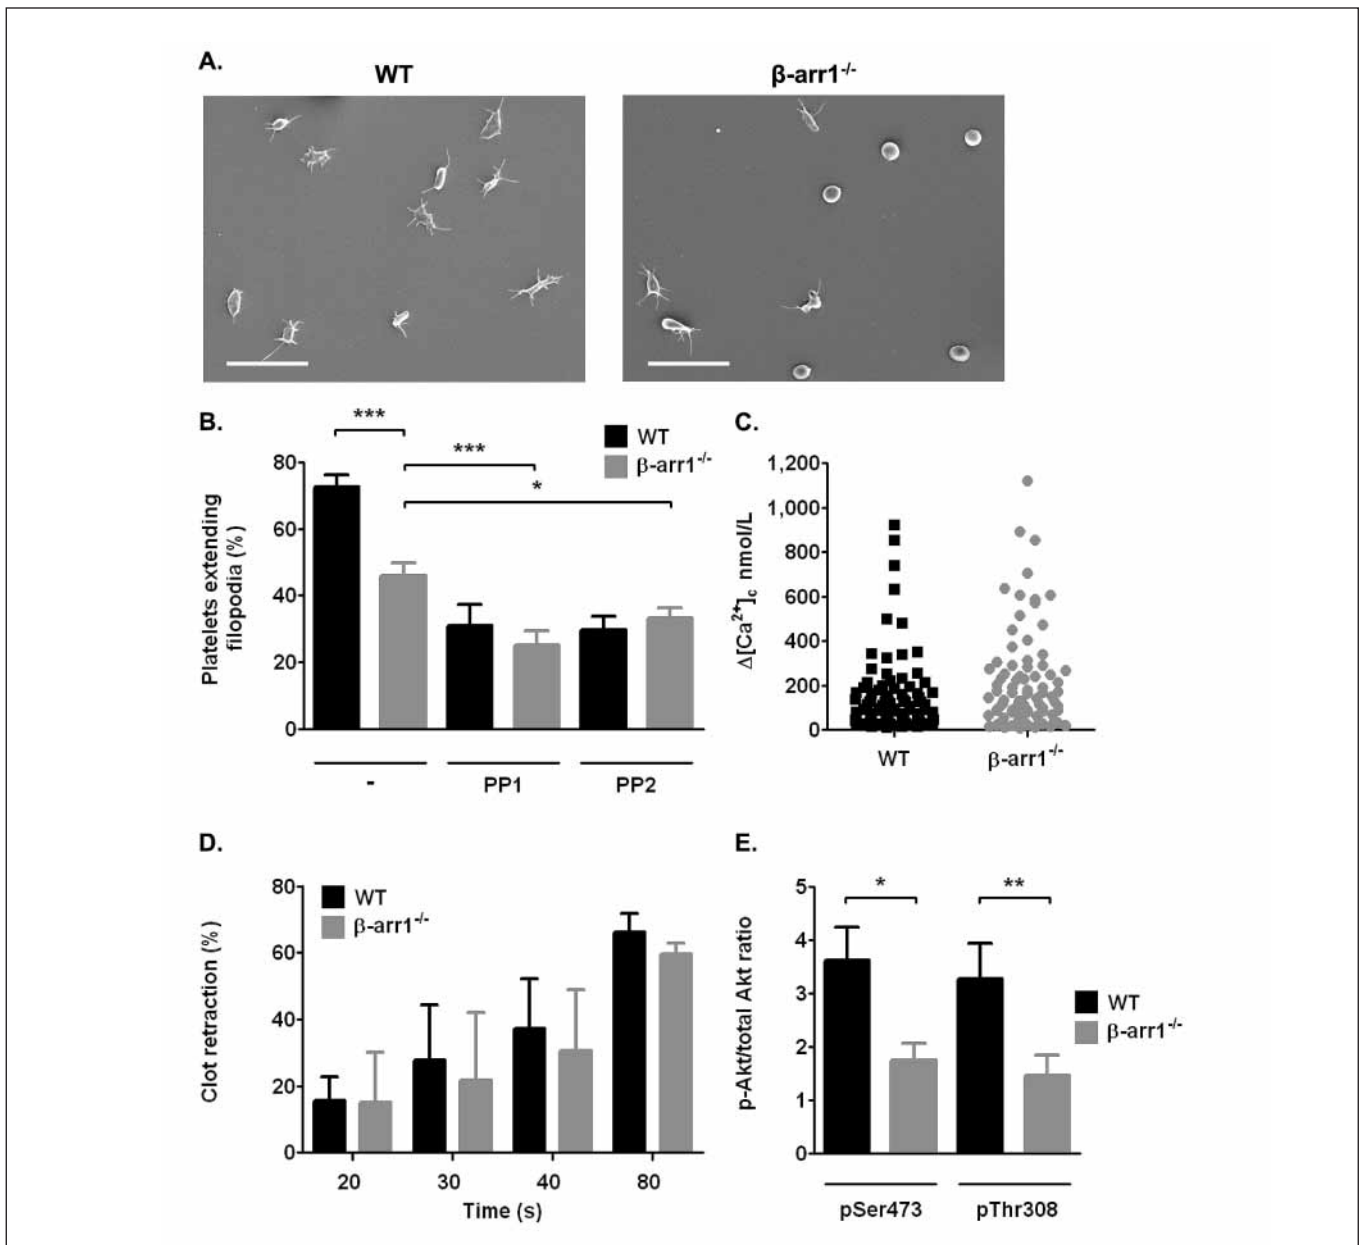 A.
WT
β-arr1-/-
B.
***
***
*
WT
β-arr1-/-
80
60
40
20
0
Platelets extending
filopodia (%)
-
PP1
PP2
C.
1,200
1,000
800
600
400
200
0
Δ[Ca2+]c nmol/L
WT
β-arr1-/-
D.
WT
β-arr1-/-
80
60
40
20
0
Clot retraction (%)
20
30
40
80
Time (s)
E.
*
**
5
4
3
2
1
0
p-Akt/total Akt ratio
WT
β-arr1-/-
pSer473
pThr308